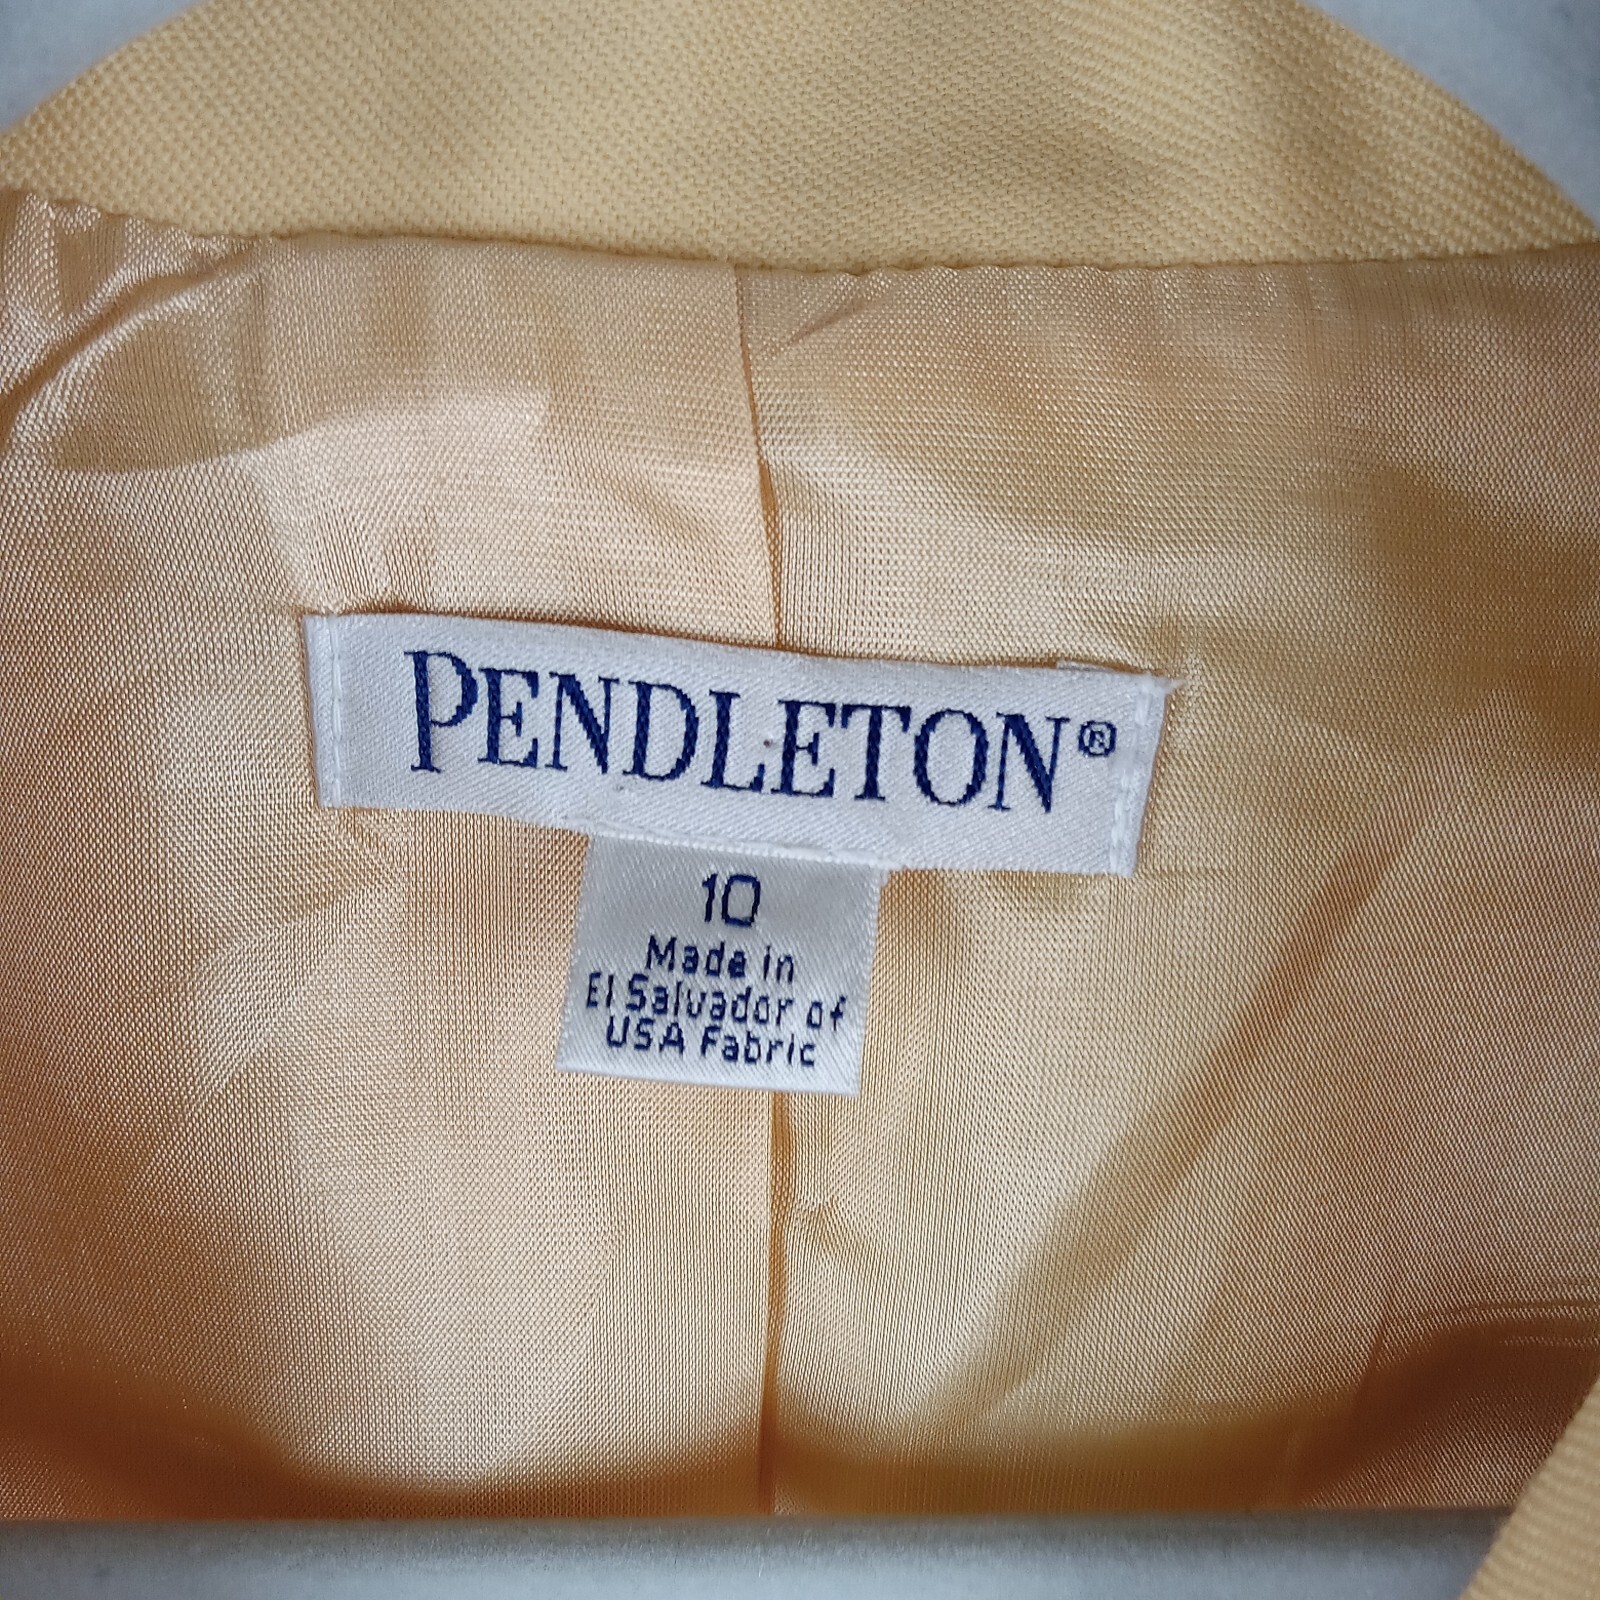 PENDLETON®
10
Made in
El Salvador of
USA Fabric